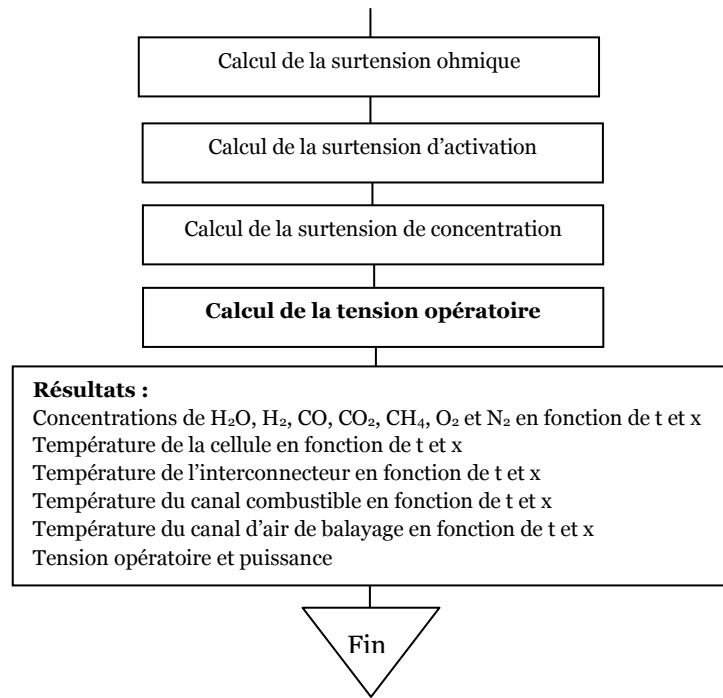 Calcul de la surtension ohmique
Calcul de la surtension d’activation
Calcul de la surtension de concentration
Calcul de la tension opératoire
Résultats :
Concentrations de H₂O, H₂, CO, CO₂, CH₄, O₂ et N₂ en fonction de t et x
Température de la cellule en fonction de t et x
Température de l’interconnecteur en fonction de t et x
Température du canal combustible en fonction de t et x
Température du canal d’air de balayage en fonction de t et x
Tension opératoire et puissance
Fin